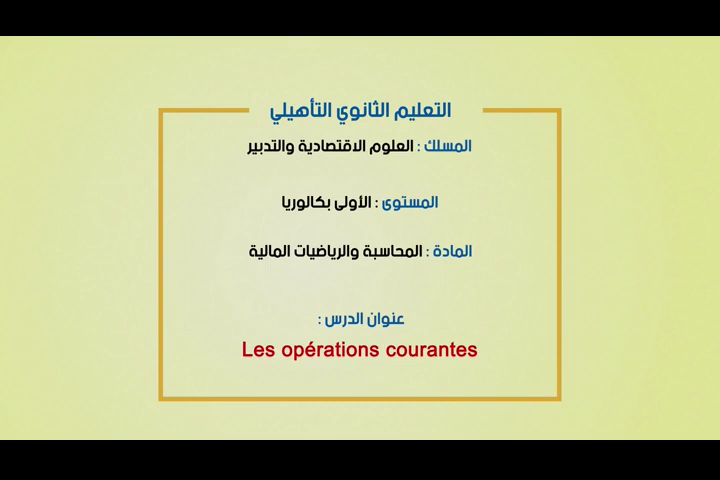 التعليم الثانوي التأهيلي
المسلك : العلوم الاقتصادية والتدبير
المستوى : الأولى بكالوريا
المادة : المحاسبة والرياضيات المالية
عنوان الدرس :
Les opérations courantes